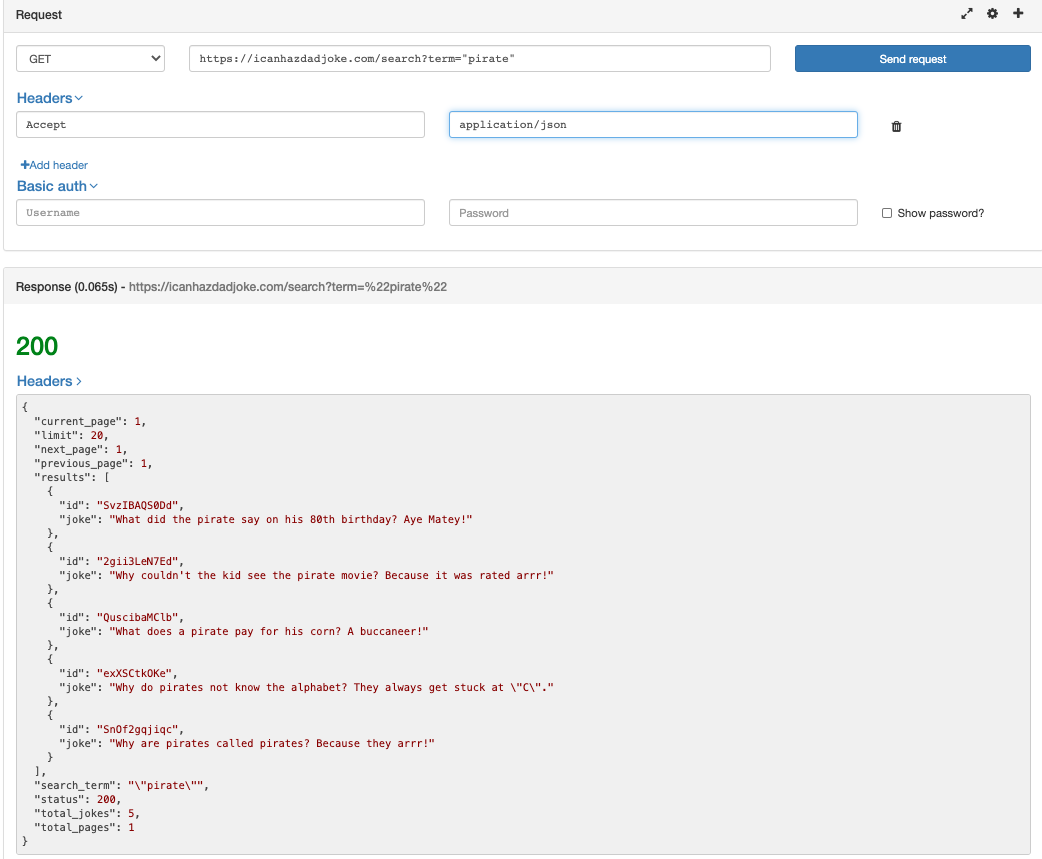 Request
GET https://icanhazdadjoke.com/search?term="pirate" Send request
Headers
Accept application/json
Add header
Basic auth
Username Password Show password?
Response (0.065s) - https://icanhazdadjoke.com/search?term=%22pirate%22
200
Headers
{
  "current_page": 1,
  "limit": 20,
  "next_page": 1,
  "previous_page": 1,
  "results": [
    {
      "id": "SvzIBAQS0Dd",
      "joke": "What did the pirate say on his 80th birthday? Aye Matey!"
    },
    {
      "id": "2gii3LeN7Ed",
      "joke": "Why couldn't the kid see the pirate movie? Because it was rated arrr!"
    },
    {
      "id": "QuscibaMClb",
      "joke": "What does a pirate pay for his corn? A buccaneer!"
    },
    {
      "id": "exXSCtkOKe",
      "joke": "Why do pirates not know the alphabet? They always get stuck at \"C\"."
    },
    {
      "id": "SnOf2gqjiqc",
      "joke": "Why are pirates called pirates? Because they arrr!"
    }
  ],
  "search_term": "\"pirate\"",
  "status": 200,
  "total_jokes": 5,
  "total_pages": 1
}